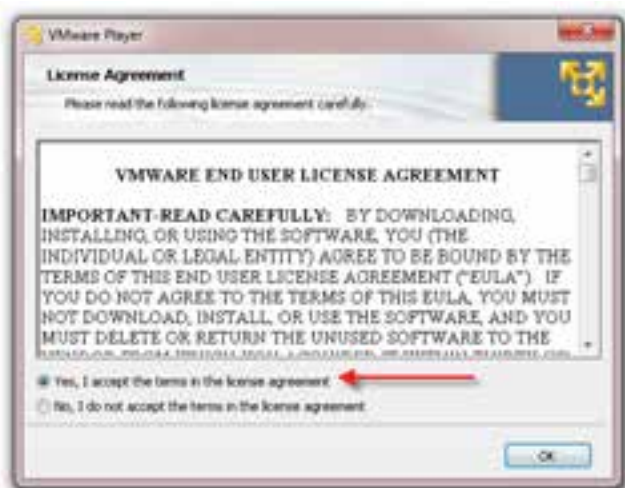 VMware Player
License Agreement
Please read the following license agreement carefully.
VMWARE END USER LICENSE AGREEMENT
IMPORTANT-READ CAREFULLY: BY DOWNLOADING,
INSTALLING, OR USING THE SOFTWARE, YOU (THE
INDIVIDUAL OR LEGAL ENTITY) AGREE TO BE BOUND BY THE
TERMS OF THIS END USER LICENSE AGREEMENT ("EULA"). IF
YOU DO NOT AGREE TO THE TERMS OF THIS EULA, YOU MUST
NOT DOWNLOAD, INSTALL, OR USE THE SOFTWARE, AND YOU
MUST DELETE OR RETURN THE UNUSED SOFTWARE TO THE
Yes, I accept the terms in the license agreement
No, I do not accept the terms in the license agreement
OK